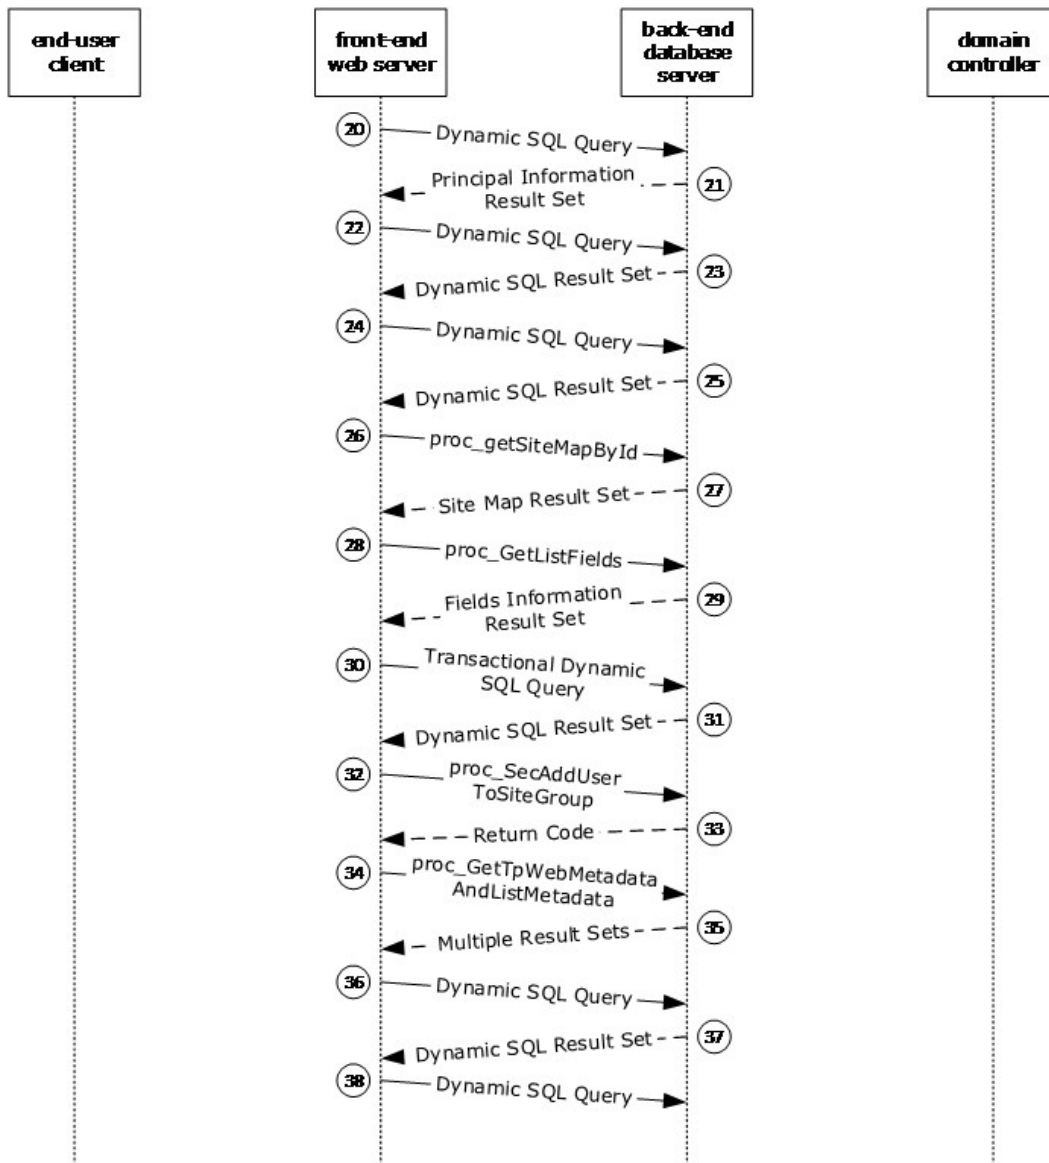 end-user
client
front-end
web server
back-end
database
server
domain
controller
20
Dynamic SQL Query
21
Principal Information
Result Set
22
Dynamic SQL Query
23
Dynamic SQL Result Set
24
Dynamic SQL Query
25
Dynamic SQL Result Set
26
proc_getSiteMapById
27
Site Map Result Set
28
proc_GetListFields
29
Fields Information
Result Set
30
Transactional Dynamic
SQL Query
31
Dynamic SQL Result Set
32
proc_SecAddUser
ToSiteGroup
33
Return Code
34
proc_GetTpWebMetadata
AndListMetadata
35
Multiple Result Sets
36
Dynamic SQL Query
37
Dynamic SQL Result Set
38
Dynamic SQL Query